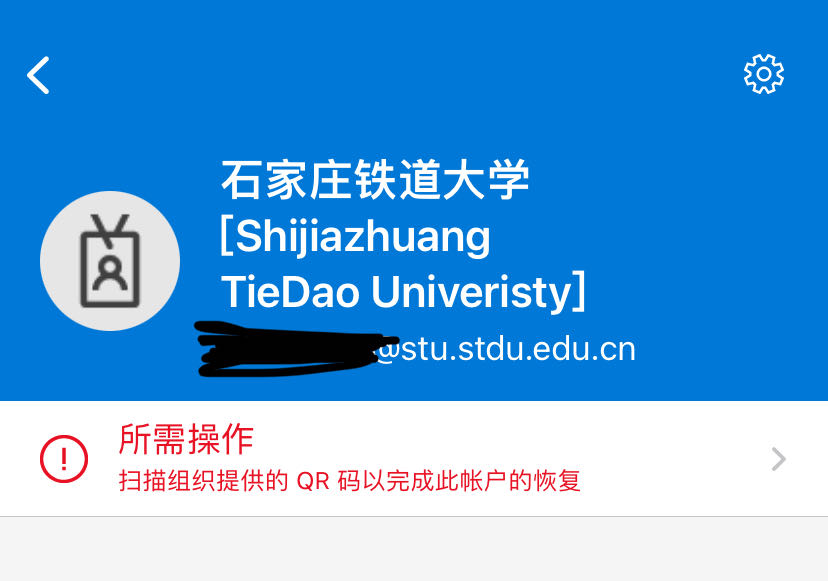 石家庄铁道大学
[Shijiazhuang
TieDao Univeristy]
@stu.stdu.edu.cn
所需操作
扫描组织提供的 QR 码以完成此帐户的恢复